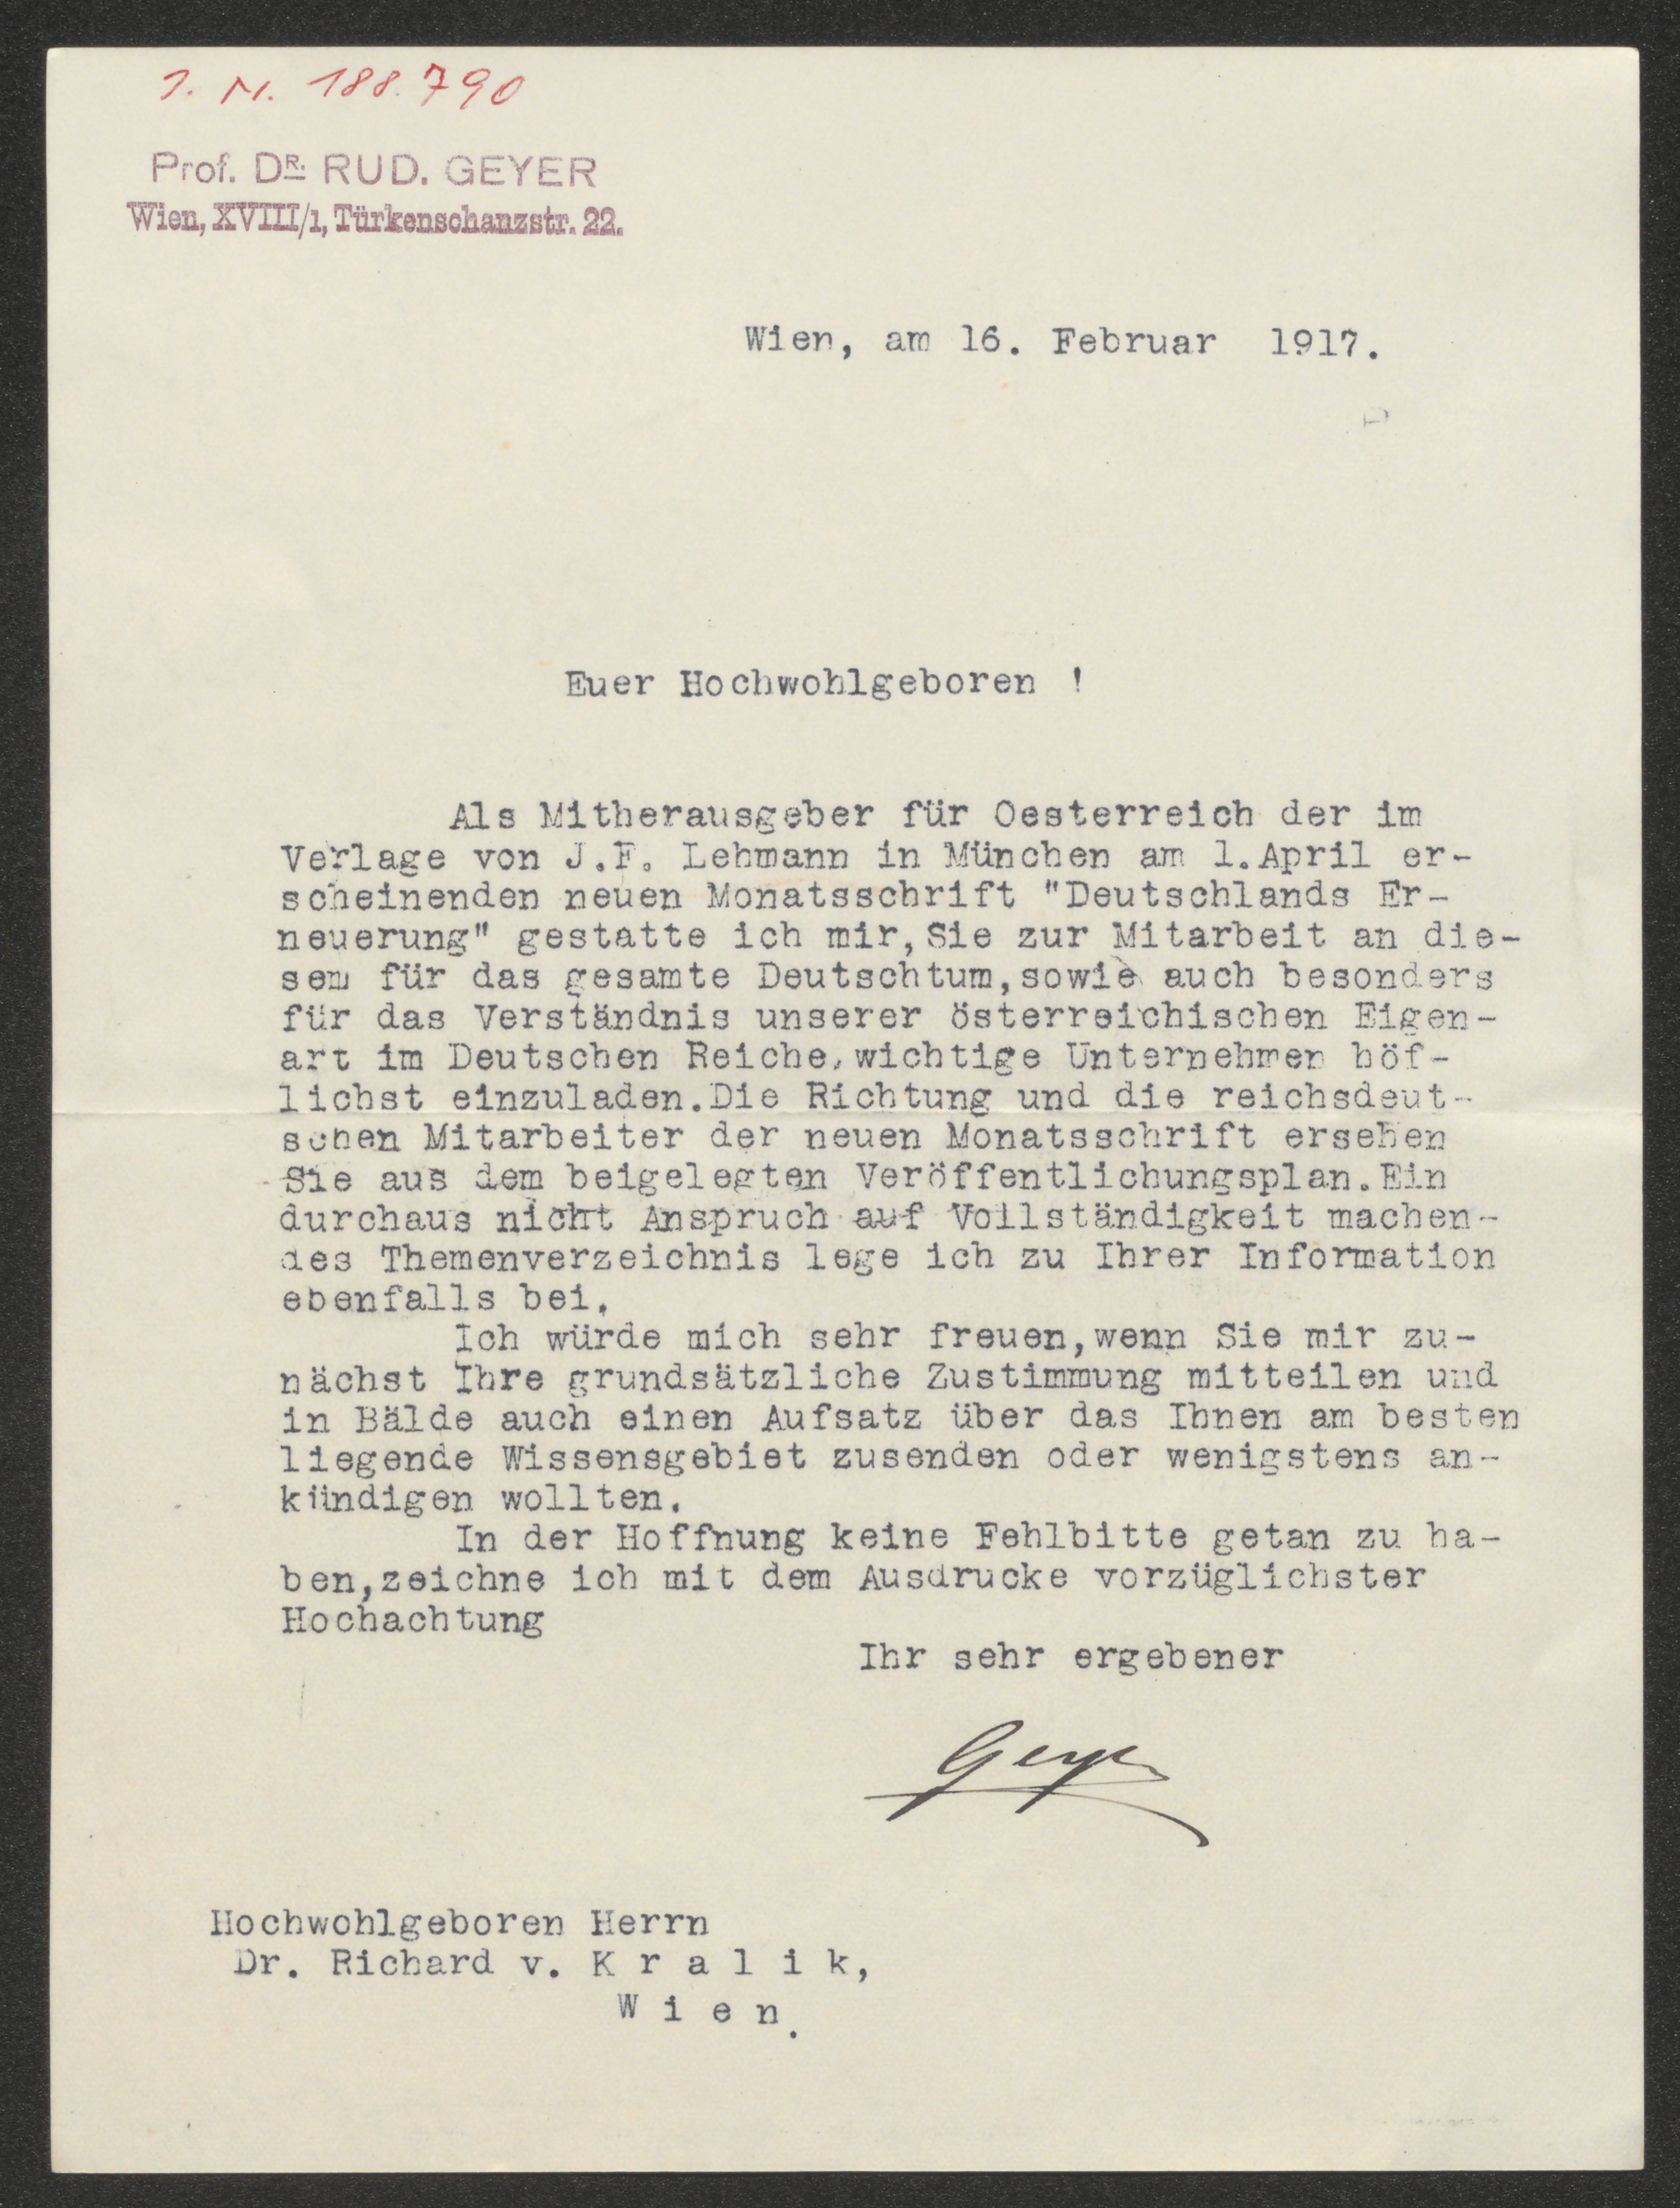 J. N. 188.790
Prof. DR. RUD. GEYER
Wien, XVIII/1, Türkenschanzstr. 22.
Wien, am 16. Februar 1917.
Euer Hochwohlgeboren !
Als Mitherausgeber für Oesterreich der im
Verlage von J.F. Lehmann in München am 1.April er-
scheinenden neuen Monatsschrift "Deutschlands Er-
neuerung" gestatte ich mir, Sie zur Mitarbeit an die-
sem für das gesamte Deutschtum, sowie auch besonders
für das Verständnis unserer österreichischen Eigen-
art im Deutschen Reiche, wichtige Unternehmen höf-
lichst einzuladen. Die Richtung und die reichsdeut-
schen Mitarbeiter der neuen Monatsschrift ersehen
Sie aus dem beigelegten Veröffentlichungsplan. Ein
durchaus nicht Anspruch auf Vollständigkeit machen-
des Themenverzeichnis lege ich zu Ihrer Information
ebenfalls bei.
Ich würde mich sehr freuen, wenn Sie mir zu-
nächst Ihre grundsätzliche Zustimmung mitteilen und
in Bälde auch einen Aufsatz über das Ihnen am besten
liegende Wissensgebiet zusenden oder wenigstens an-
kündigen wollten.
In der Hoffnung keine Fehlbitte getan zu ha-
ben, zeichne ich mit dem Ausdrucke vorzüglichster
Hochachtung
Ihr sehr ergebener
Geyer
Hochwohlgeboren Herrn
Dr. Richard v. K r a l i k,
W i e n.